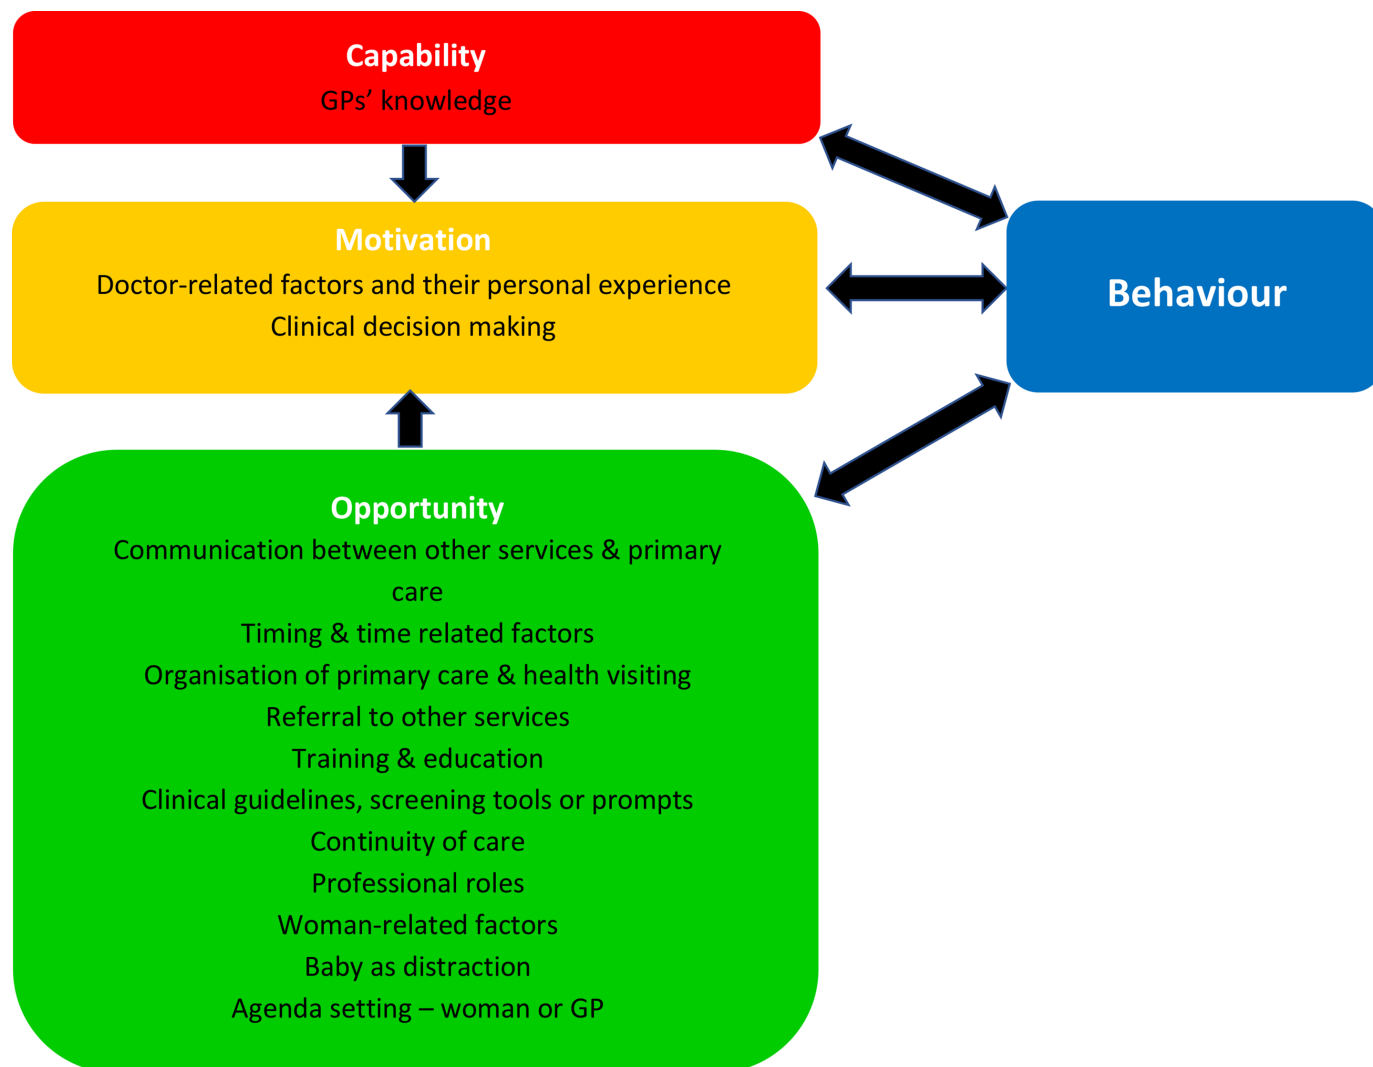 Capability
GPs’ knowledge
Motivation
Doctor-related factors and their personal experience
Clinical decision making
Behaviour
Opportunity
Communication between other services & primary
care
Timing & time related factors
Organisation of primary care & health visiting
Referral to other services
Training & education
Clinical guidelines, screening tools or prompts
Continuity of care
Professional roles
Woman-related factors
Baby as distraction
Agenda setting – woman or GP